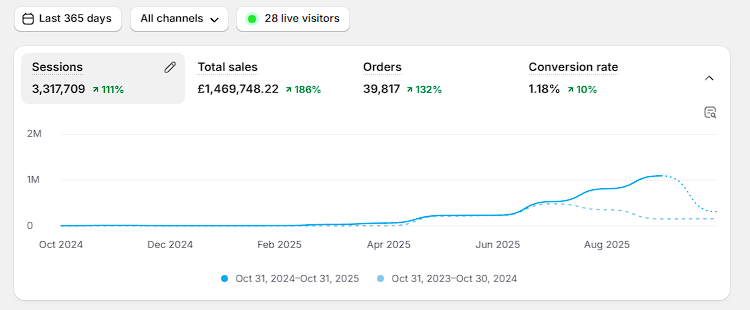 Last 365 days All channels 28 live visitors
Sessions Total sales Orders Conversion rate
3,317,709 ↗ 111% £1,469,748.22 ↗ 186% 39,817 ↗ 132% 1.18% ↗ 10%
2M
1M
0
Oct 2024 Dec 2024 Feb 2025 Apr 2025 Jun 2025 Aug 2025
Oct 31, 2024–Oct 31, 2025 Oct 31, 2023–Oct 30, 2024